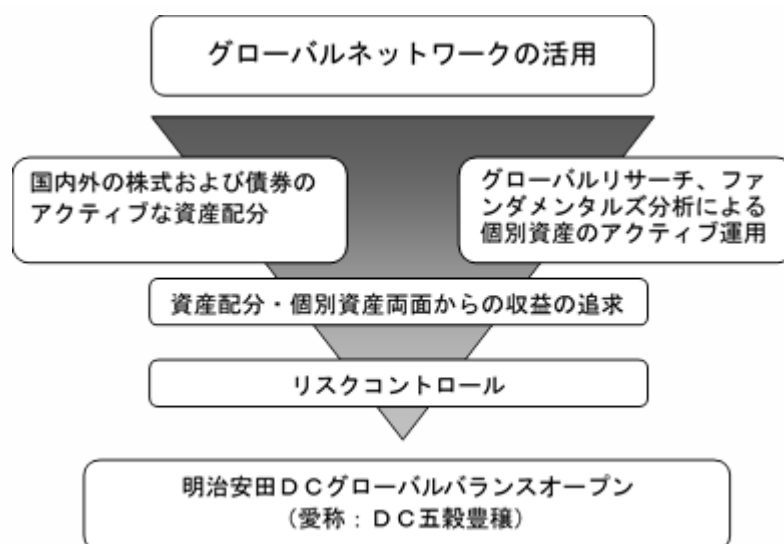 グローバルネットワークの活用
国内外の株式および債券の
アクティブな資産配分
グローバルリサーチ、ファ
ンダメンタルズ分析による
個別資産のアクティブ運用
資産配分・個別資産両面からの収益の追求
リスクコントロール
明治安田ＤＣグローバルバランスオープン
（愛称：ＤＣ五穀豊穣）